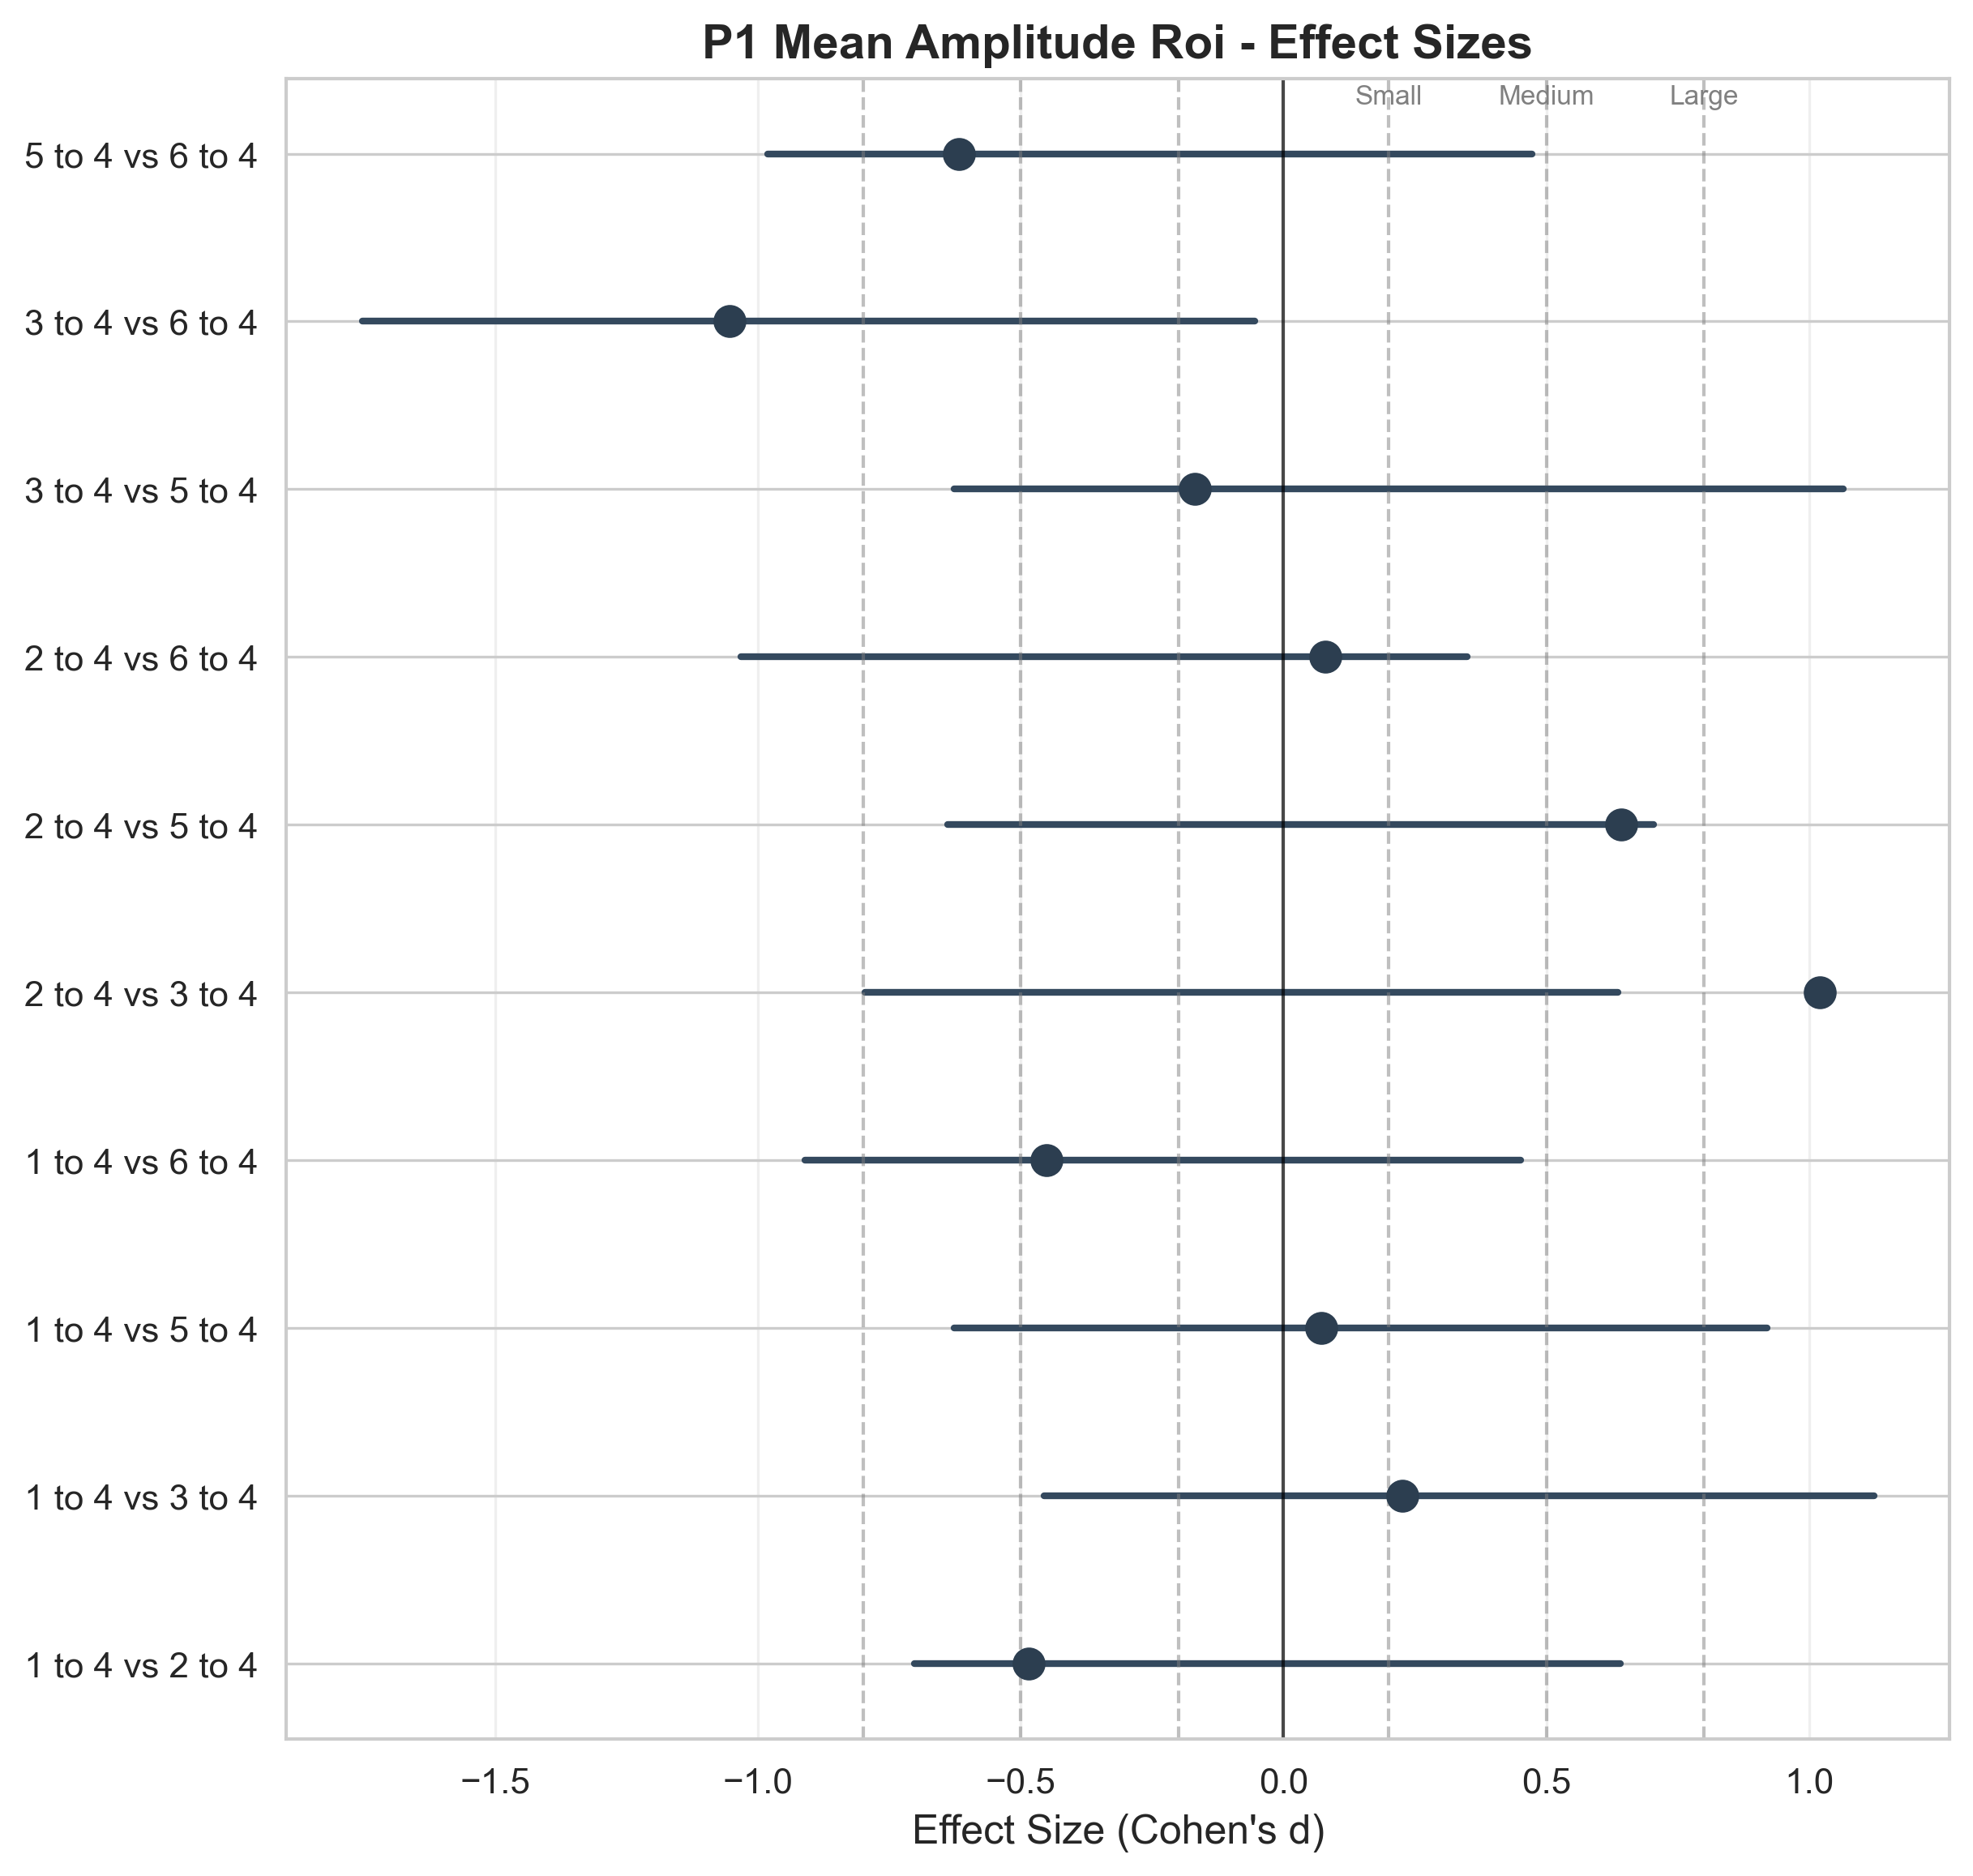 P1 Mean Amplitude Roi - Effect Sizes
Small Medium Large
5 to 4 vs 6 to 4
3 to 4 vs 6 to 4
3 to 4 vs 5 to 4
2 to 4 vs 6 to 4
2 to 4 vs 5 to 4
2 to 4 vs 3 to 4
1 to 4 vs 6 to 4
1 to 4 vs 5 to 4
1 to 4 vs 3 to 4
1 to 4 vs 2 to 4
−1.5 −1.0 −0.5 0.0 0.5 1.0
Effect Size (Cohen's d)